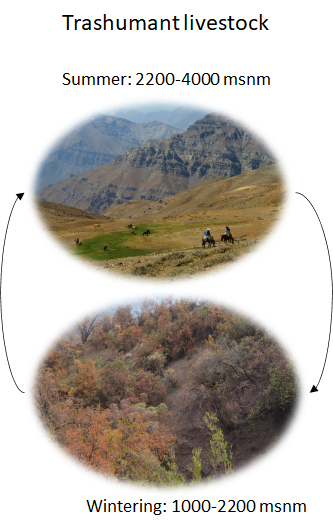 Trashumant livestock
Summer: 2200-4000 msnm
Wintering: 1000-2200 msnm